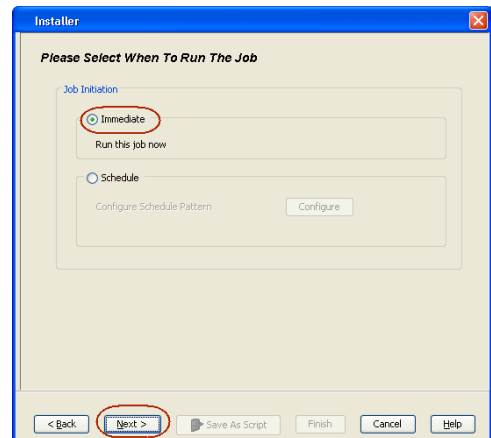 Installer
Please Select When To Run The Job
Job Initiation
Immediate
Run this job now
Schedule
Configure Schedule Pattern
Configure
< Back
Next >
Save As Script
Finish
Cancel
Help